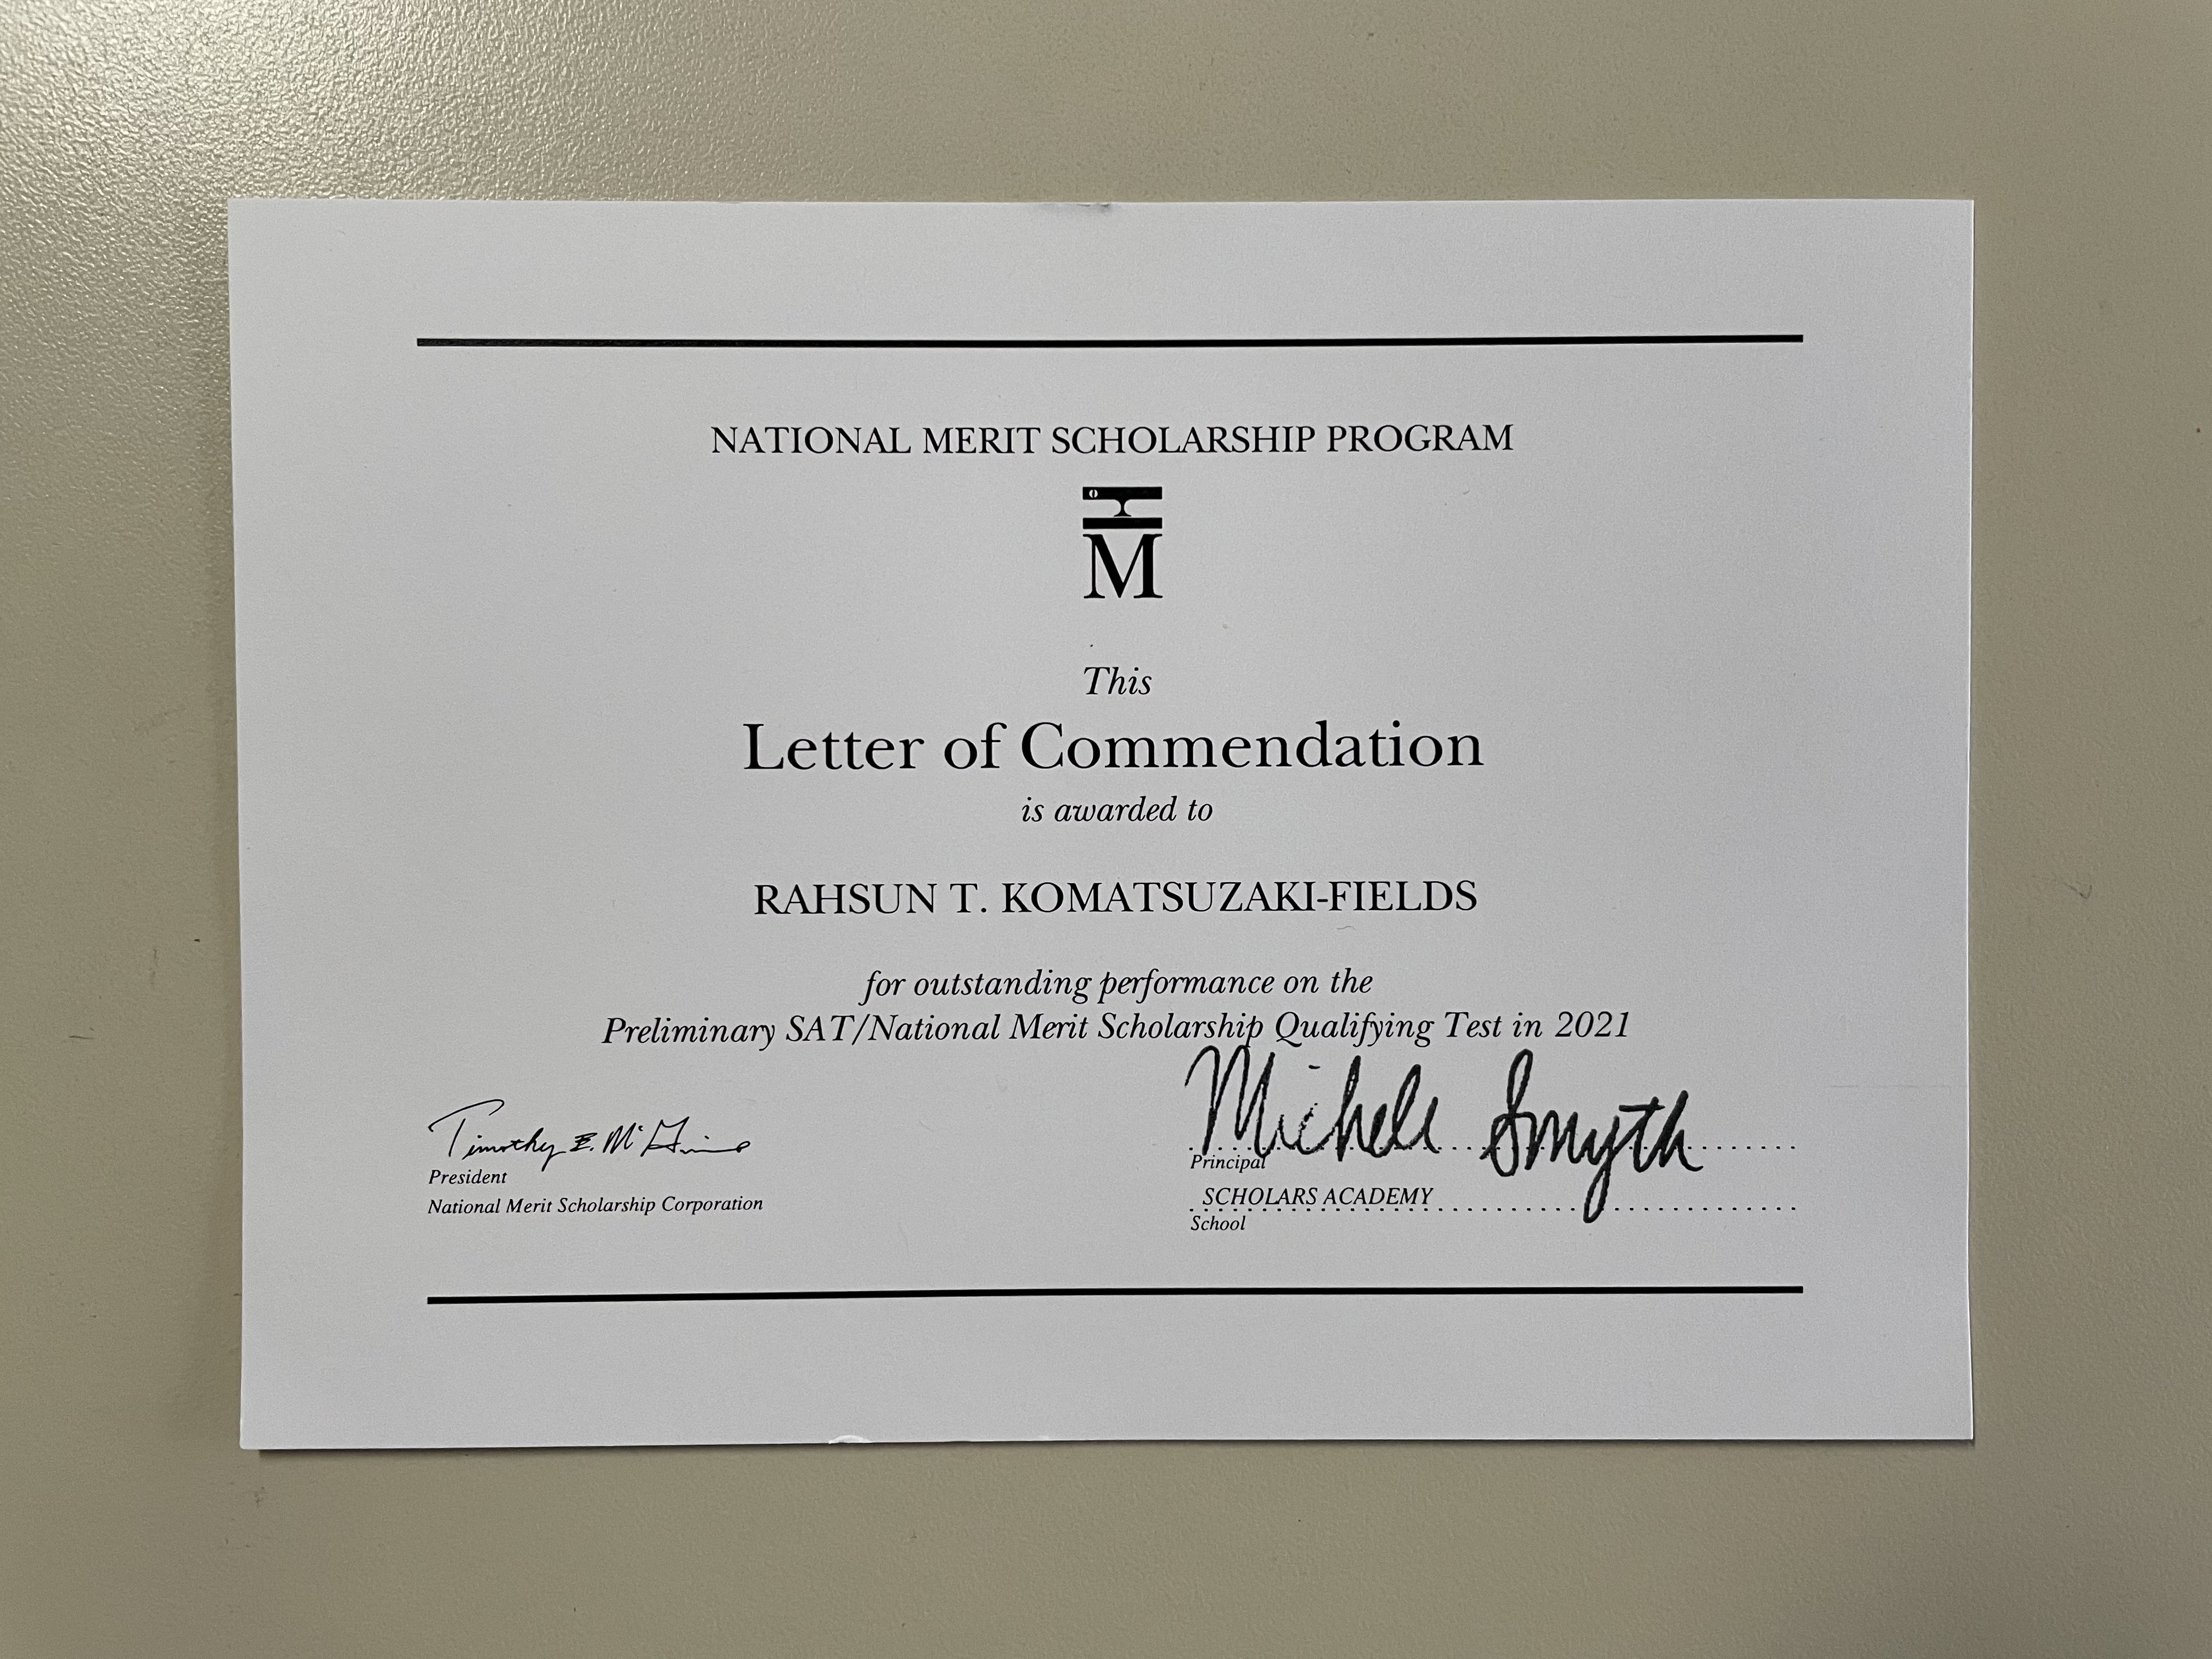 NATIONAL MERIT SCHOLARSHIP PROGRAM
M
This
Letter of Commendation
is awarded to
RAHSUN T. KOMATSUZAKI-FIELDS
for outstanding performance on the
Preliminary SAT/National Merit Scholarship Qualifying Test in 2021
Timothy E. McGuire
President
National Merit Scholarship Corporation
Michele Smyth
Principal
SCHOLARS ACADEMY
School